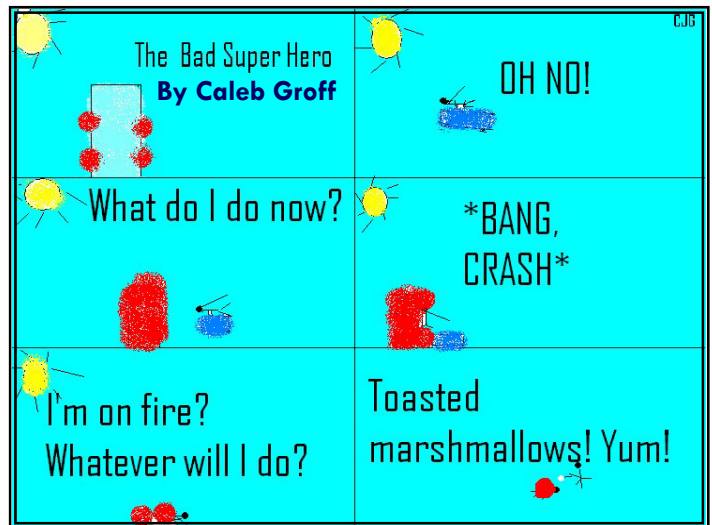 The Bad Super Hero
By Caleb Groff
CJG
OH NO!
What do I do now?
*BANG,
CRASH*
I'm on fire?
Whatever will I do?
Toasted
marshmallows! Yum!